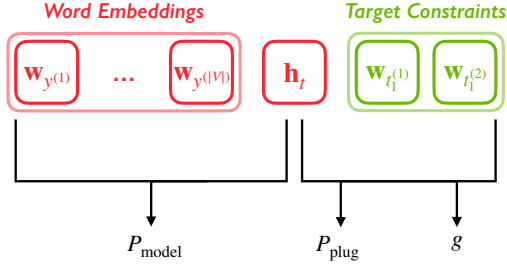 Word Embeddings Target Constraints
w_{y^{(1)}} ... w_{y^{(|V|)}} h_t w_{t_1^{(1)}} w_{t_1^{(2)}}
P_model P_plug g